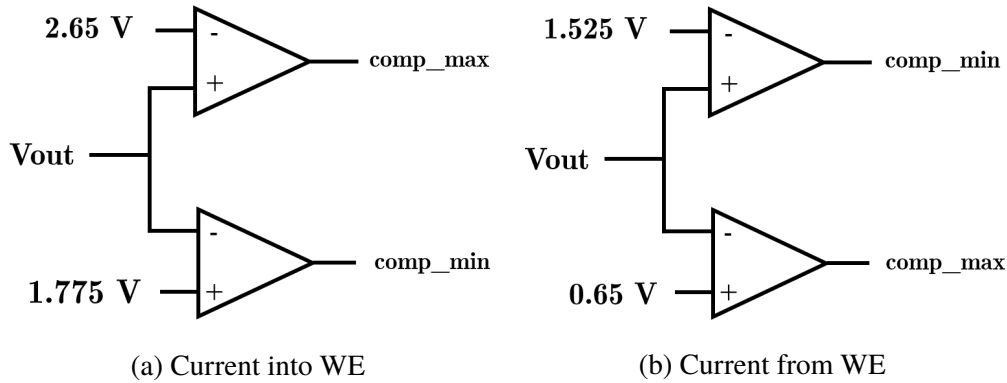 2.65 V
-
comp_max
+
Vout
-
comp_min
1.775 V
+
(a) Current into WE
1.525 V
-
comp_min
+
Vout
-
comp_max
0.65 V
+
(b) Current from WE